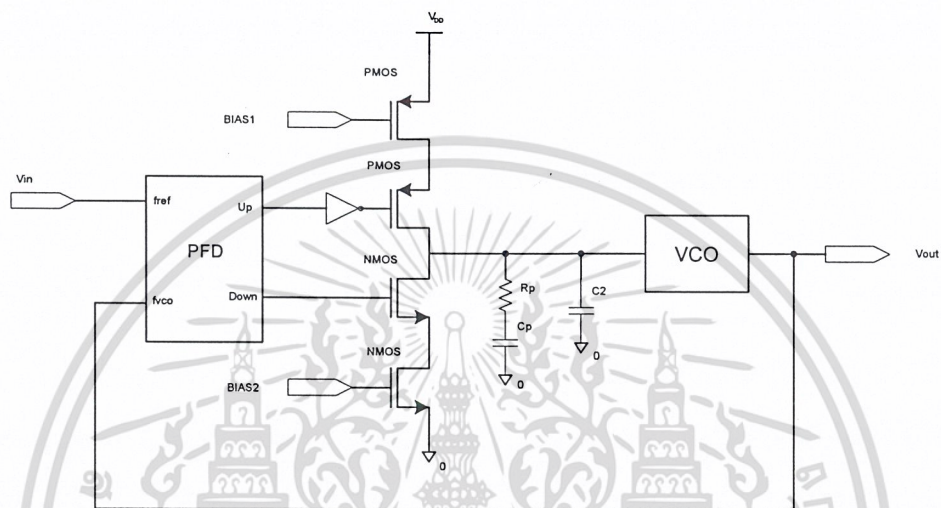 V_DD
PMOS
BIAS1
PMOS
Vin
fref
Up
PFD
VCO
Vout
NMOS
Rp
C2
fvco
Down
Cp
0
NMOS
0
BIAS2
0